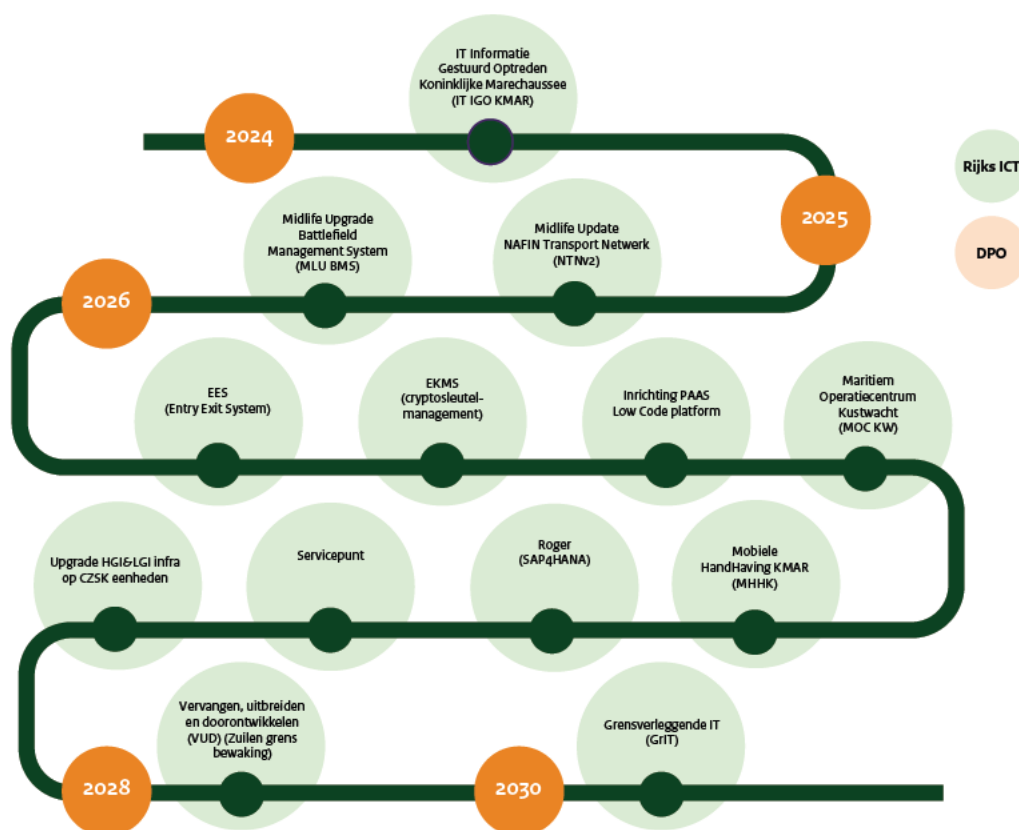 IT Informatie
Gestuurd Optreden
Koninklijke Marechaussee
(IT IGO KMAR)
2024
Rijks ICT
2025
DPO
Midlife Upgrade
Battlefield
Management System
(MLU BMS)
Midlife Update
NAFIN Transport Netwerk
(NTNv2)
2026
EES
(Entry Exit System)
EKMS
(cryptosleutel-
management)
Inrichting PAAS
Low Code platform
Maritiem
Operatiecentrum
Kustwacht
(MOC KW)
Upgrade HGI&LGI infra
op CZSK eenheden
Servicepunt
Roger
(SAP4HANA)
Mobiele
HandHaving KMAR
(MHHK)
Vervangen, uitbreiden
en doorontwikkelen
(VUD) (Zuilen grens
bewaking)
Grensverleggende IT
(GrIT)
2028
2030